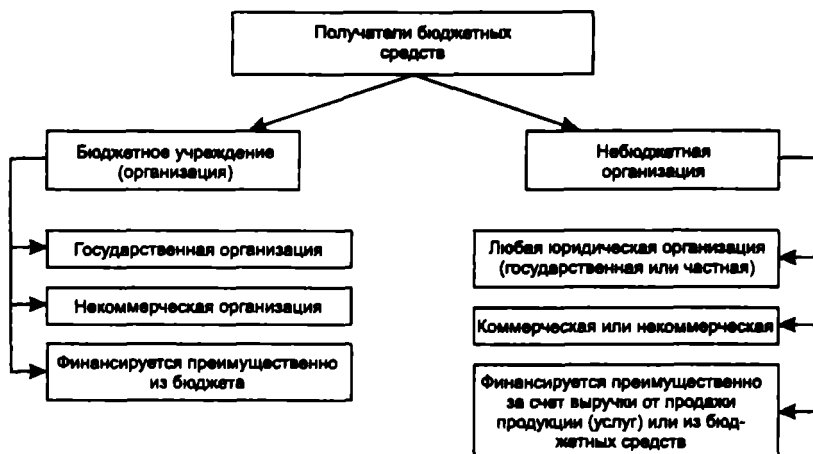 Получатели бюджетных
средств
Бюджетное учреждение
(организация)
Государственная организация
Некоммерческая организация
Финансируется преимущественно
из бюджета
Небюджетная
организация
Любая юридическая организация
(государственная или частная)
Коммерческая или некоммерческая
Финансируется преимущественно
за счет выручки от продажи
продукции (услуг) или из бюд-
жетных средств